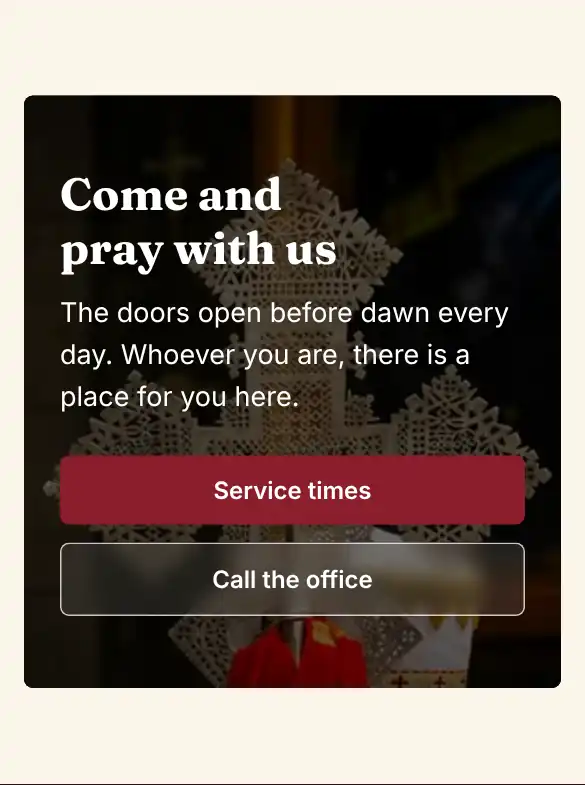 Come and
pray with us
The doors open before dawn every
day. Whoever you are, there is a
place for you here.
Service times
Call the office